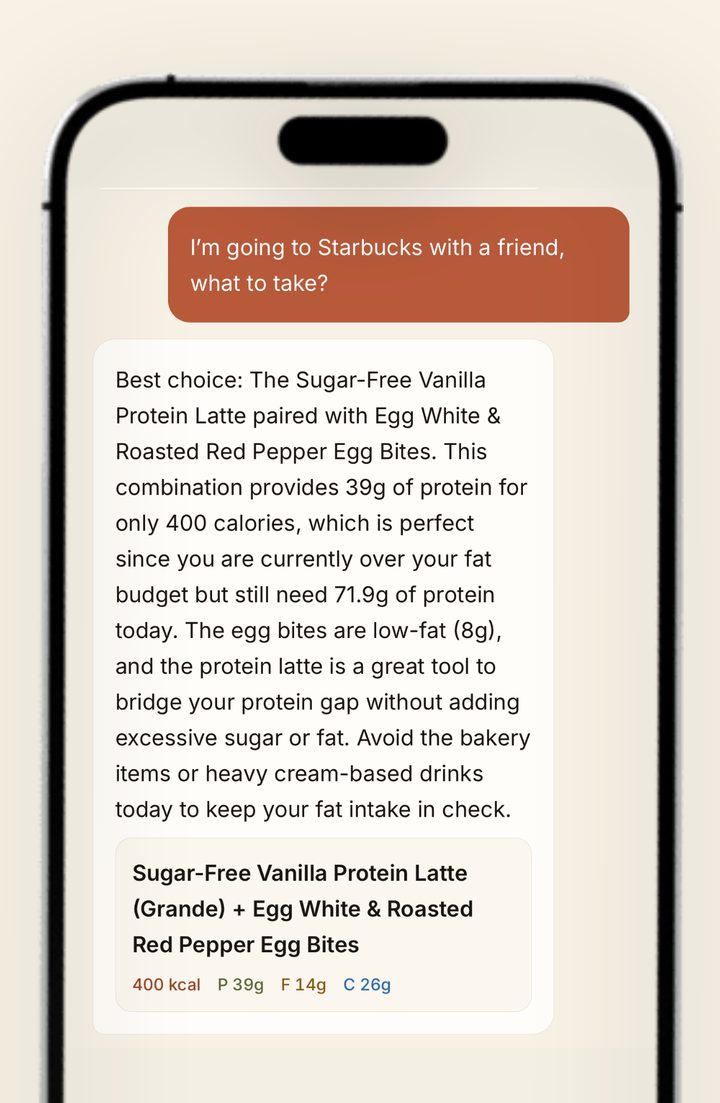 I’m going to Starbucks with a friend,
what to take?
Best choice: The Sugar-Free Vanilla
Protein Latte paired with Egg White &
Roasted Red Pepper Egg Bites. This
combination provides 39g of protein for
only 400 calories, which is perfect
since you are currently over your fat
budget but still need 71.9g of protein
today. The egg bites are low-fat (8g),
and the protein latte is a great tool to
bridge your protein gap without adding
excessive sugar or fat. Avoid the bakery
items or heavy cream-based drinks
today to keep your fat intake in check.
Sugar-Free Vanilla Protein Latte
(Grande) + Egg White & Roasted
Red Pepper Egg Bites
400 kcal P 39g F 14g C 26g